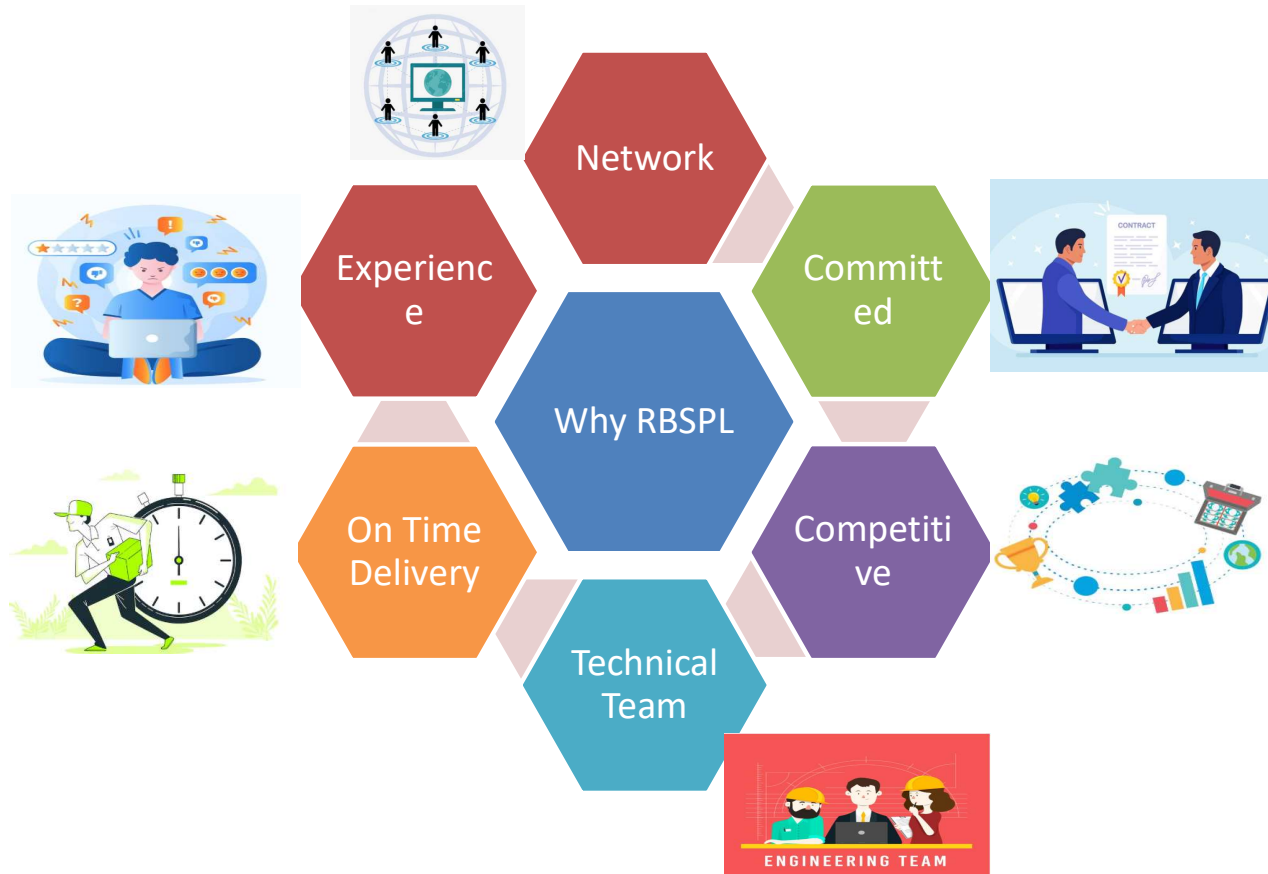 Network
Experienc
e
Committ
ed
CONTRACT
Why RBSPL
On Time
Delivery
Competiti
ve
Technical
Team
ENGINEERING TEAM